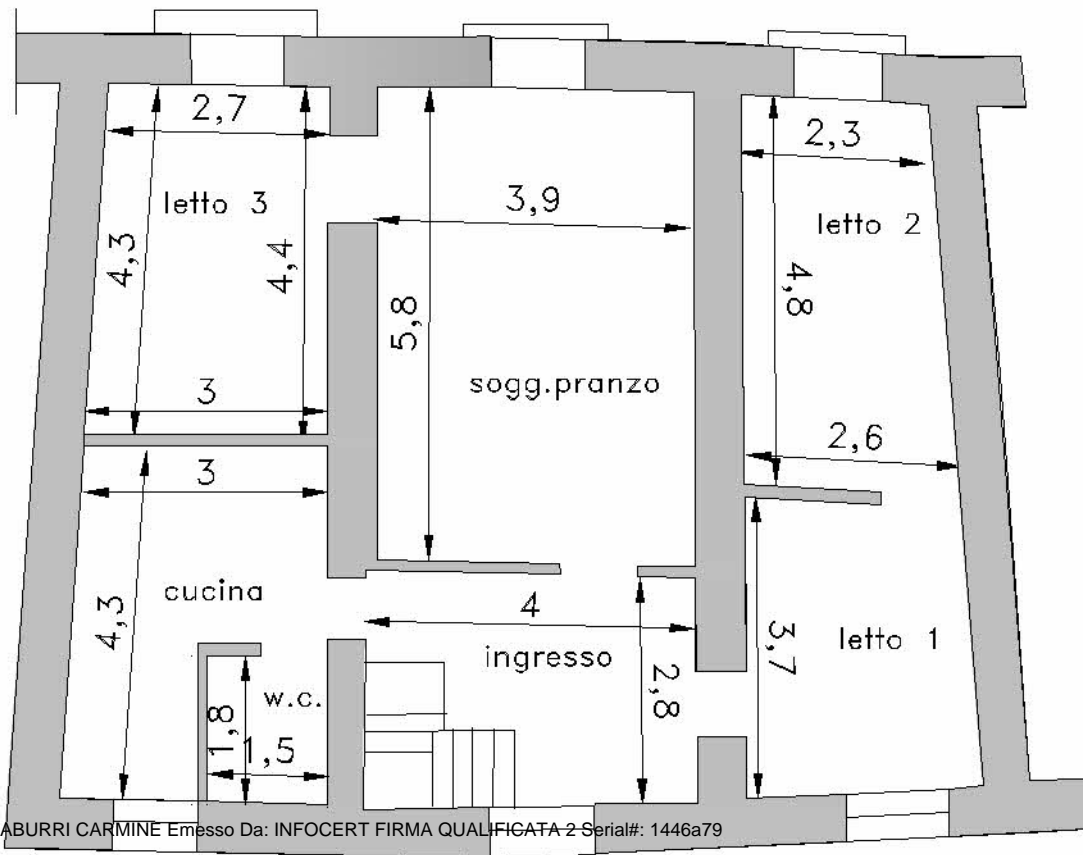 2,7
letto 3
4,3
4,4
3
3,9
5,8
sogg.pranzo
2,3
letto 2
4,8
2,6
3
cucina
4,3
w.c.
1,8
1,5
4
ingresso
2,8
3,7
letto 1
ABURRI CARMINE Emesso Da: INFOCERT FIRMA QUALIFICATA 2 Serial#: 1446a79